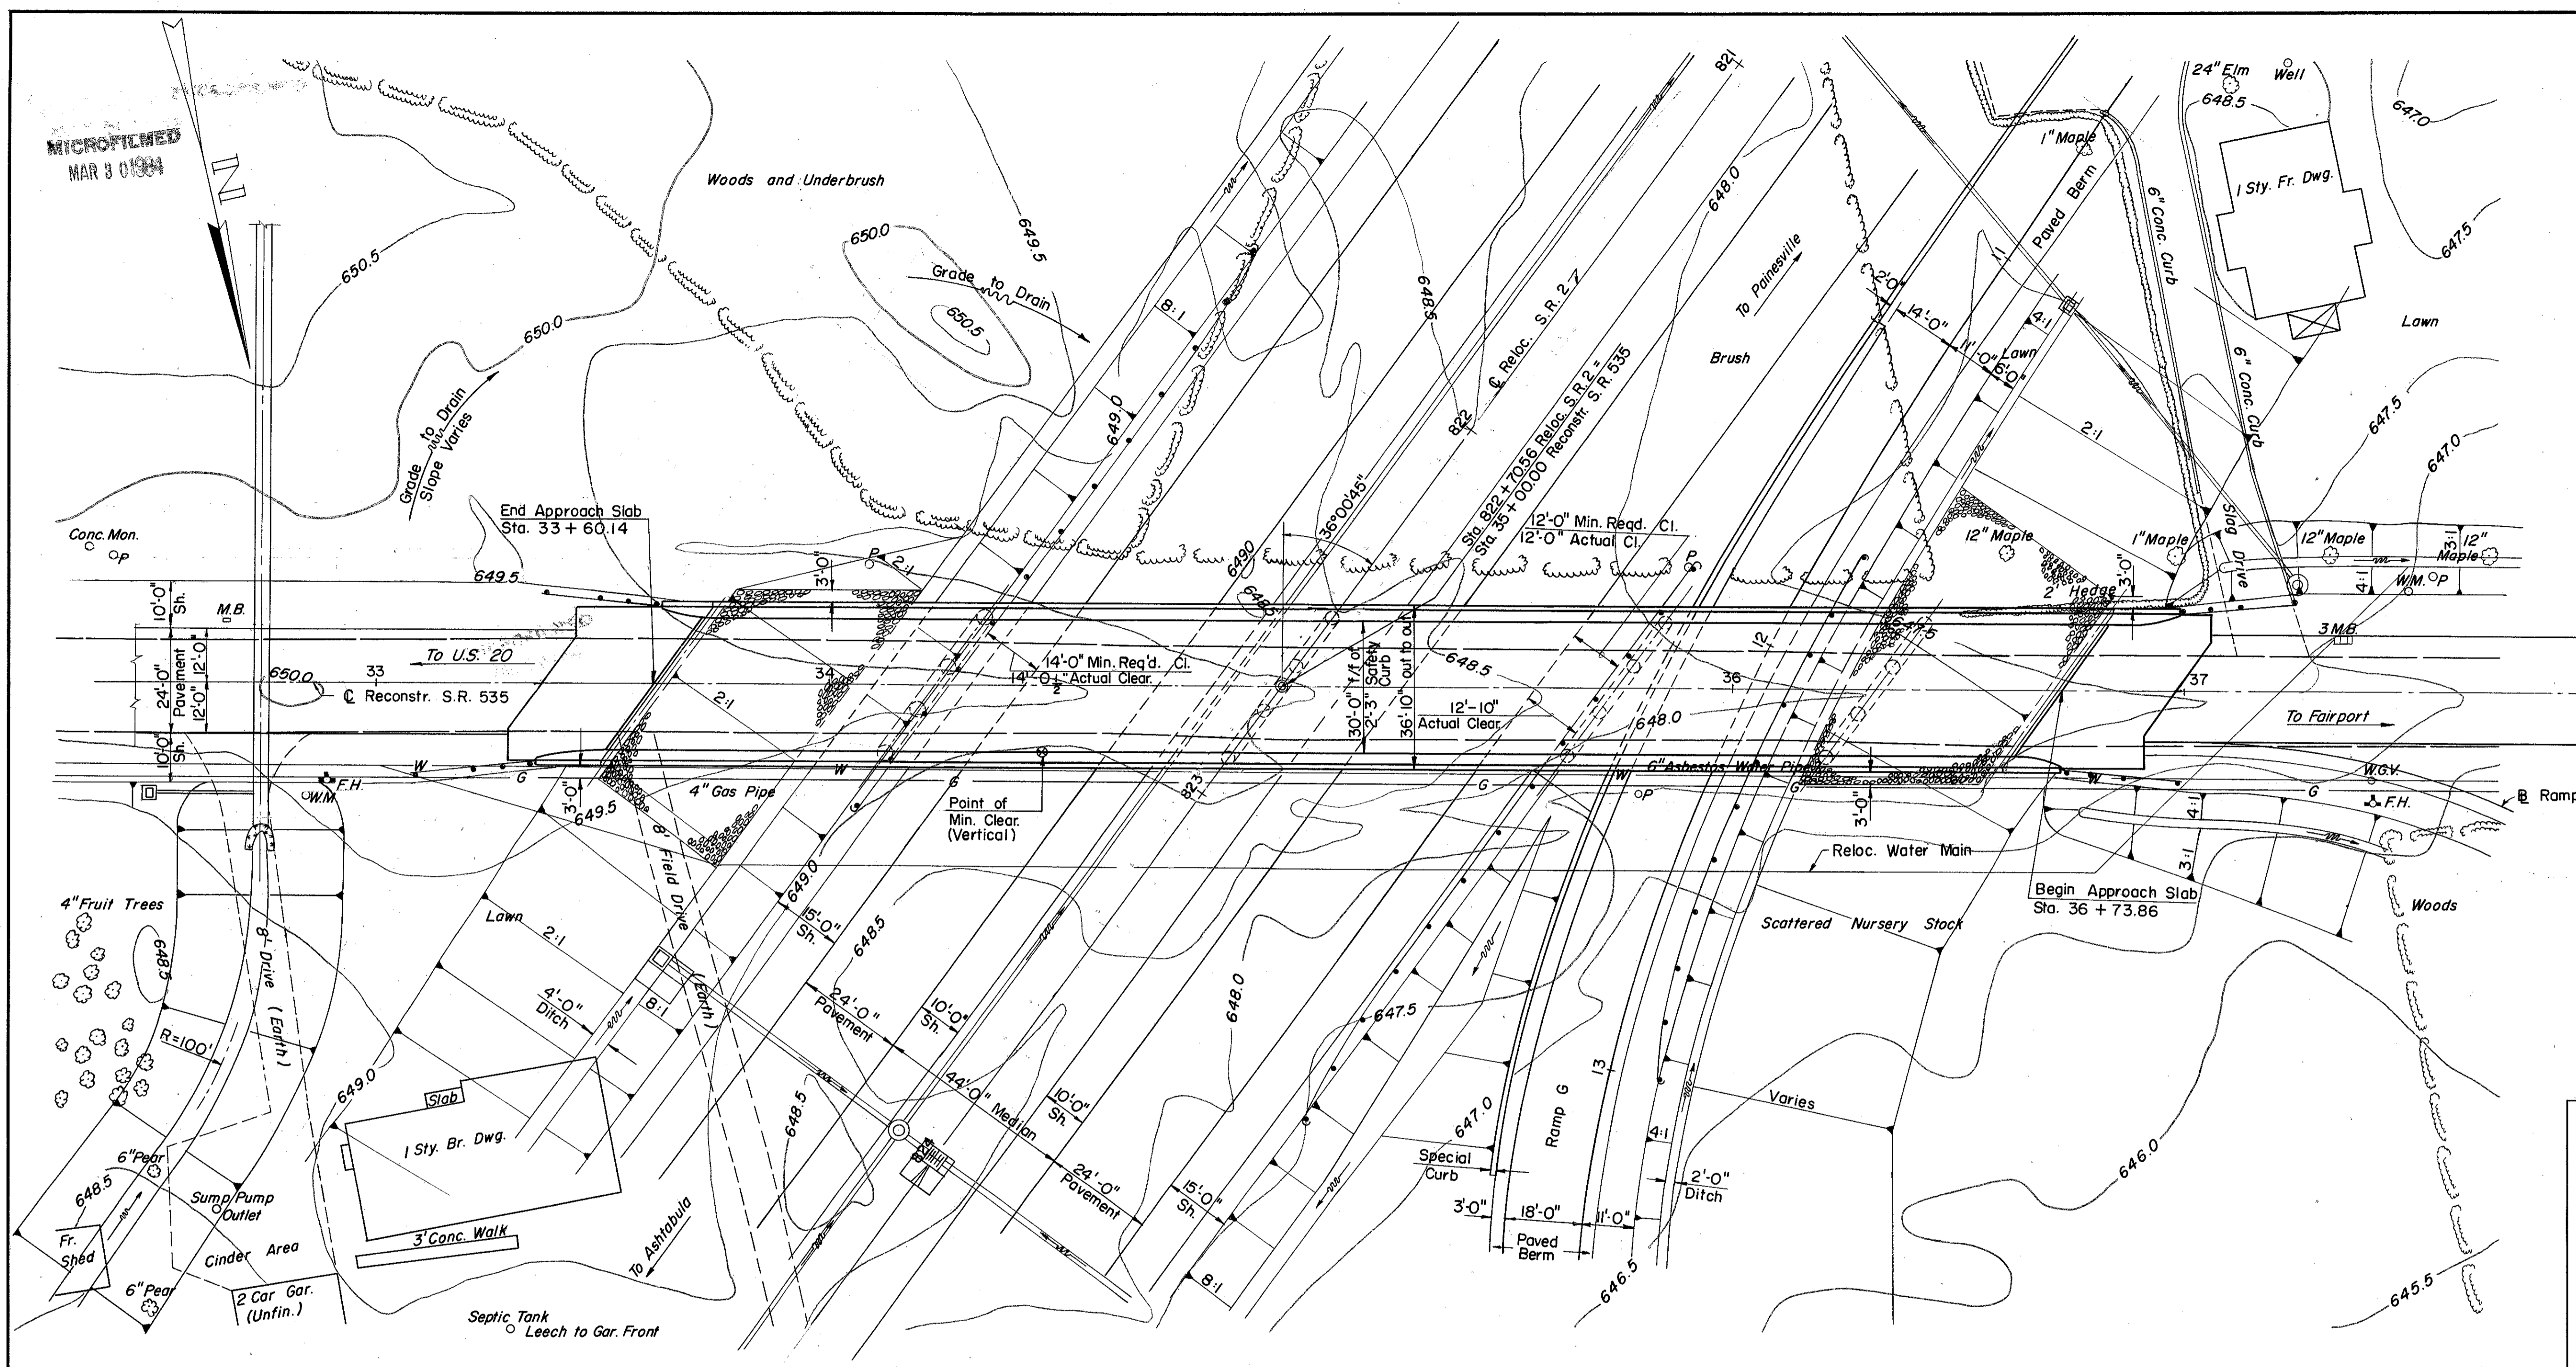 MICROFILMED
MAR 30 1984
N
Woods and Underbrush
650.5
650.0
650.0
650.5
649.5
Grade to Drain
Grade to Drain
Slope Varies
8:1
649.0
648.5
821
822
℄ Reloc. S.R. 2
Sta. 822+70.56 Reloc. S.R. 2 =
Sta. 35+00.00 Reconstr. S.R. 535
36°00'45"
648.0
To Painesville
Brush
2'-0"
14'-0"
11'-0"
6'-0"
Lawn
4:1
2:1
11
Paved Berm
1" Maple
6" Conc. Curb
6" Conc. Curb
24" Elm
Well
648.5
1 Sty. Fr. Dwg.
647.0
647.5
Lawn
647.5
647.0
Conc. Mon.
P
End Approach Slab
Sta. 33 + 60.14
P
2:1
3'-0"
649.0
648.5
12'-0" Min. Reqd. Cl.
12'-0" Actual Cl.
P
12" Maple
1" Maple
Slag Drive
12" Maple
3:1
12" Maple
4:1
W.M.
P
2' Hedge
3'-0"
649.5
10'-0"
Sh.
M.B.
24'-0"
Pavement
12'-0"
12'-0"
10'-0"
Sh.
To U.S. 20
650.0
33
℄ Reconstr. S.R. 535
34
2:1
14'-0" Min. Req'd. Cl.
14'-0½" Actual Clear.
30'-0" f/f of
2'-3" Safety
Curb
36'-10" out to out
648.5
12'-10"
Actual Clear.
12
36
648.0
647.5
3 M.B.
37
To Fairport
W
G
F.H.
W.M.
3'-0"
649.5
4" Gas Pipe
W
G
Point of
Min. Clear.
(Vertical)
823
G
6" Asbestos Water Pipe
W
P
G
3'-0"
W
G
W.G.V.
F.H.
℄ Ramp
4:1
3:1
Reloc. Water Main
Begin Approach Slab
Sta. 36 + 73.86
Woods
Scattered Nursery Stock
4" Fruit Trees
648.5
8' Drive (Earth)
R=100'
Lawn
2:1
8' Field Drive
(Earth)
649.0
15'-0"
Sh.
648.5
4'-0"
Ditch
8:1
24'-0"
Pavement
10'-0"
Sh.
44'-0" Median
10'-0"
Sh.
24'-0"
Pavement
15'-0"
Sh.
8:1
648.0
647.5
647.0
Special
Curb
3'-0"
18'-0"
11'-0"
Paved
Berm
Ramp G
13
4:1
2'-0"
Ditch
Varies
646.0
646.5
645.5
649.0
Slab
1 Sty. Br. Dwg.
3' Conc. Walk
648.5
824
To Ashtabula
6" Pear
648.5
Sump Pump
Outlet
Fr.
Shed
Cinder Area
6" Pear
2 Car Gar.
(Unfin.)
Septic Tank
Leech to Gar. Front